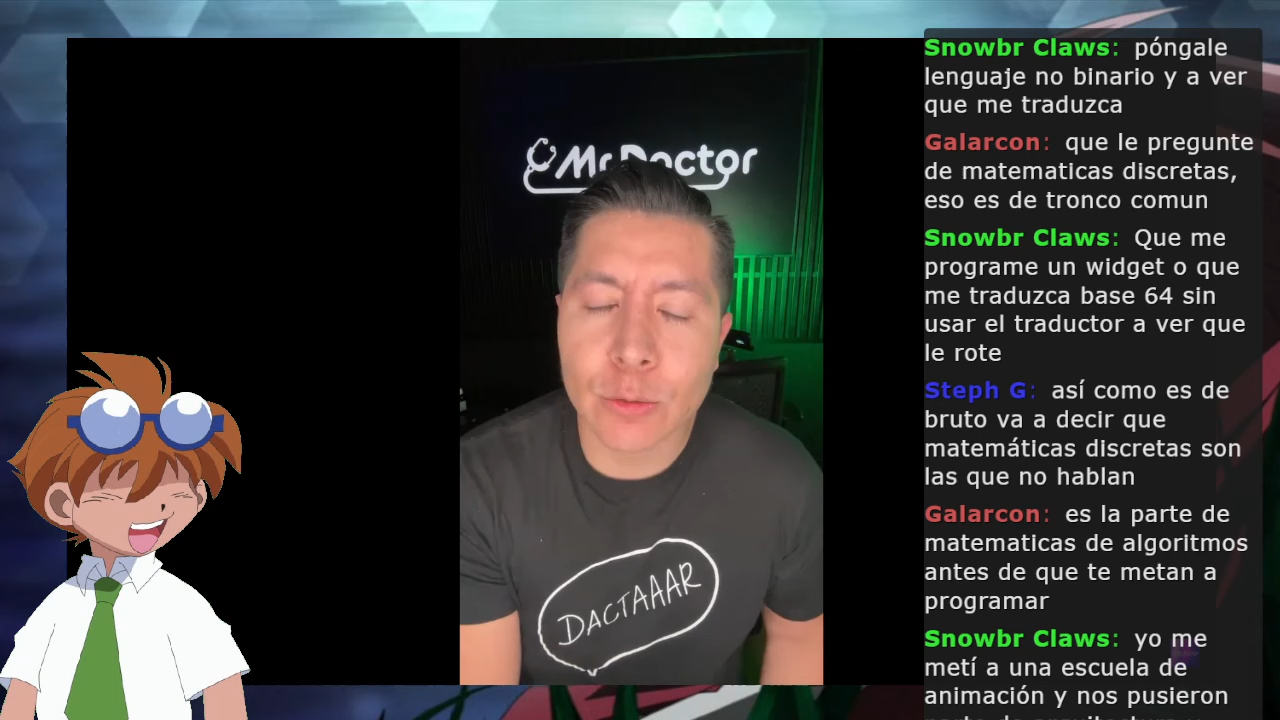 Mr Doctor
DACTAAAR
Snowbr Claws: póngale
lenguaje no binario y a ver
que me traduzca
Galarcon: que le pregunte
de matematicas discretas,
eso es de tronco comun
Snowbr Claws: Que me
programe un widget o que
me traduzca base 64 sin
usar el traductor a ver que
le rote
Steph G: así como es de
bruto va a decir que
matemáticas discretas son
las que no hablan
Galarcon: es la parte de
matematicas de algoritmos
antes de que te metan a
programar
Snowbr Claws: yo me
metí a una escuela de
animación y nos pusieron